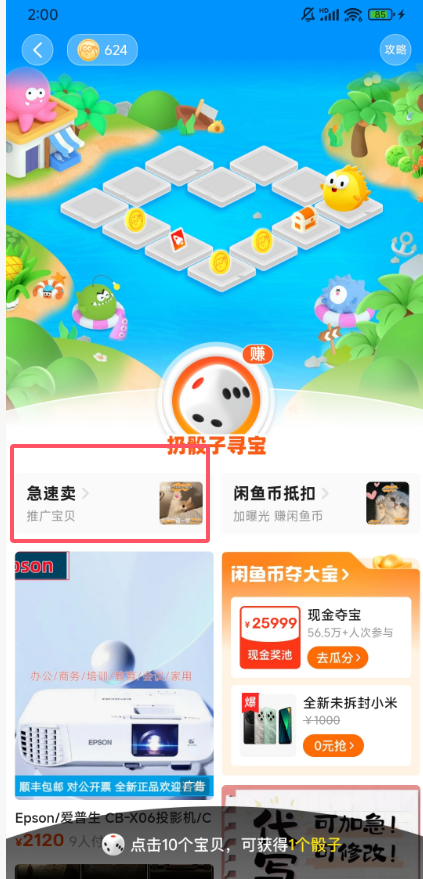 2:00
HD
85
624
攻略
赚
扔骰子寻宝
急速卖
推广宝贝
闲鱼币抵扣
加曝光 赚闲鱼币
pson
办公/商务/培训/教育/会议/家用
EPSON
顺丰包邮 对公开票 全新正品欢迎咨询
广告
Epson/爱普生 CB-X06投影机/C
¥2120 9人付
闲鱼币夺大宝
¥25999
现金奖池
现金夺宝
56.5万+人次参与
去瓜分
爆
全新未拆封小米
¥1000
0元抢
代写
可加急!
可修改!
点击10个宝贝，可获得1个骰子